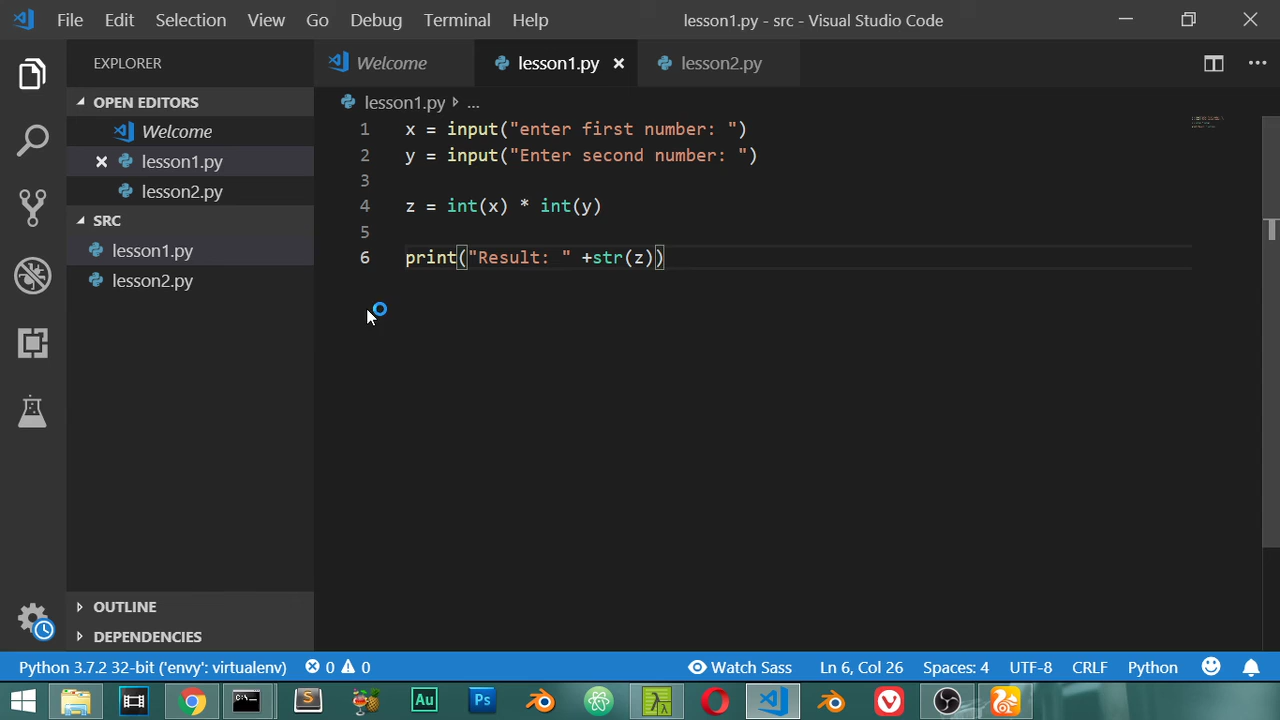 File Edit Selection View Go Debug Terminal Help lesson1.py - src - Visual Studio Code
EXPLORER
OPEN EDITORS
Welcome
lesson1.py
lesson2.py
SRC
lesson1.py
lesson2.py
OUTLINE
DEPENDENCIES
Welcome lesson1.py lesson2.py
lesson1.py ...
1 x = input("enter first number: ")
2 y = input("Enter second number: ")
3
4 z = int(x) * int(y)
5
6 print("Result: " +str(z))
Python 3.7.2 32-bit ('envy': virtualenv) 0 0 Watch Sass Ln 6, Col 26 Spaces: 4 UTF-8 CRLF Python
Au Ps